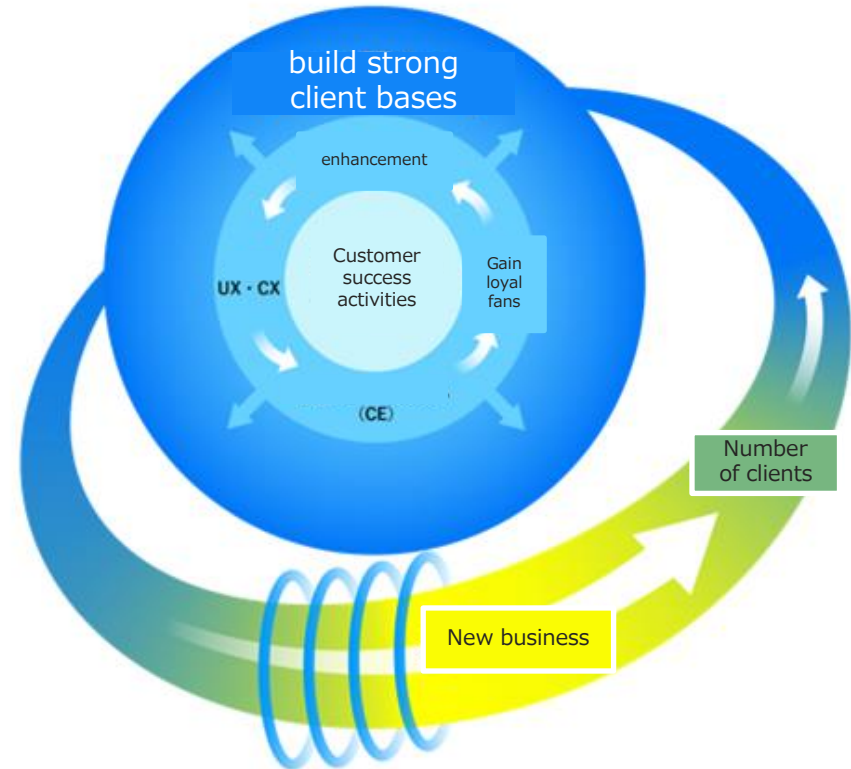 build strong
client bases
enhancement
Customer
success
activities
Gain
loyal
fans
UX・CX
(CE)
Number
of clients
New business